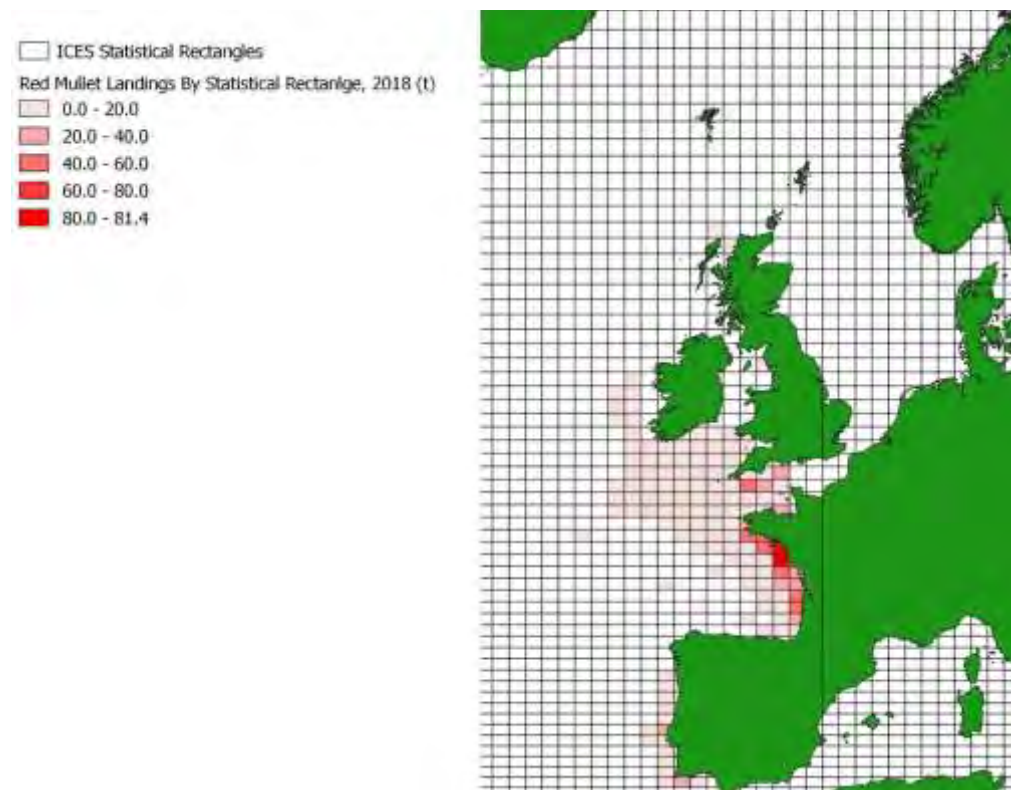 ICES Statistical Rectangles
Red Mullet Landings By Statistical Rectanlge, 2018 (t)
0.0 - 20.0
20.0 - 40.0
40.0 - 60.0
60.0 - 80.0
80.0 - 81.4